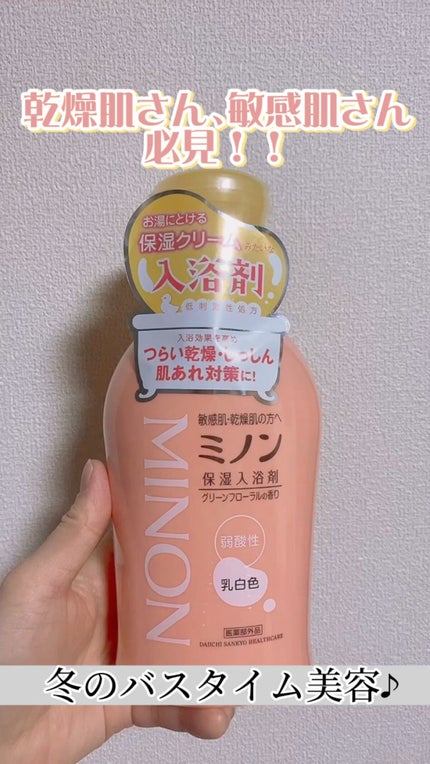 乾燥肌さん、敏感肌さん
必見！！
お湯にとける
保湿クリームみたいな
入浴剤
低刺激性処方
入浴効果を高め
つらい乾燥・しっしん
肌あれ対策に!
敏感肌・乾燥肌の方へ
ミノン
保湿入浴剤
グリーンフローラルの香り
MINON
弱酸性
乳白色
医薬部外品
DAIICHI SANKYO HEALTHCARE
冬のバスタイム美容♪